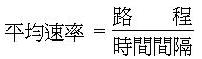 平均速率 = 路程
時間間隔